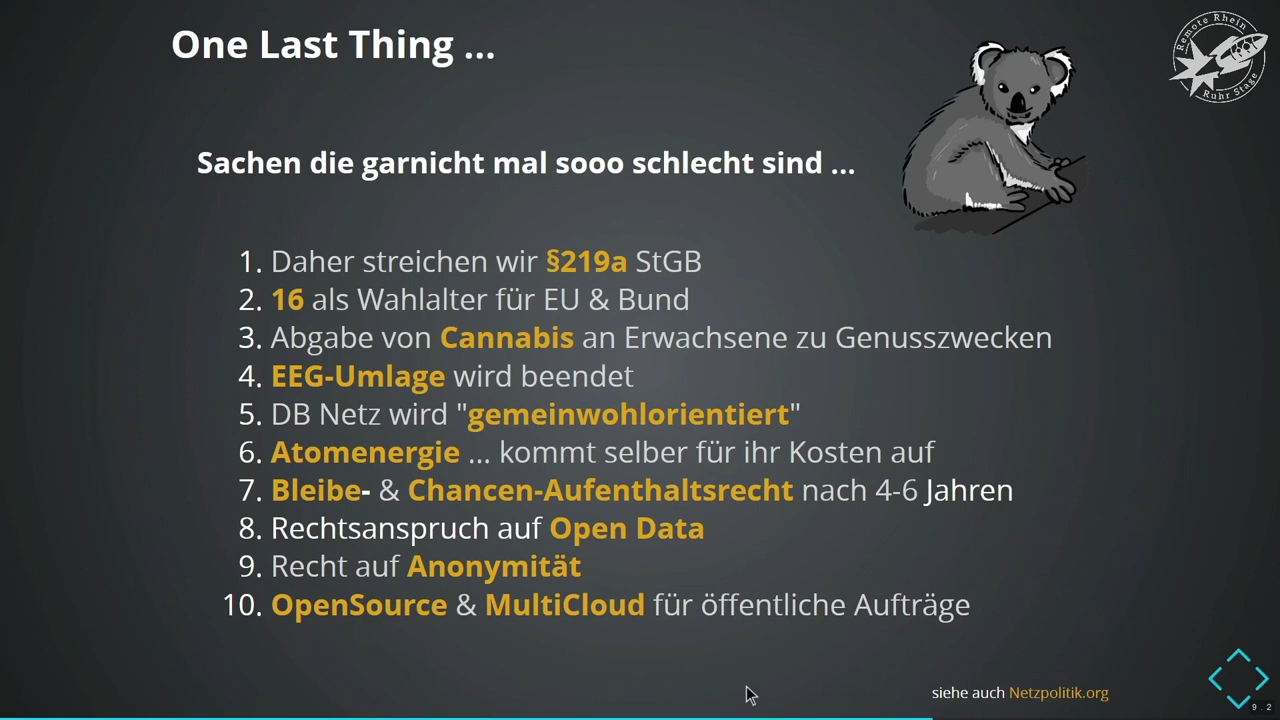 One Last Thing ...
Remote Rhein
Ruhr Stage
Sachen die garnicht mal sooo schlecht sind ...
1. Daher streichen wir §219a StGB
2. 16 als Wahlalter für EU & Bund
3. Abgabe von Cannabis an Erwachsene zu Genusszwecken
4. EEG-Umlage wird beendet
5. DB Netz wird "gemeinwohlorientiert"
6. Atomenergie ... kommt selber für ihr Kosten auf
7. Bleibe- & Chancen-Aufenthaltsrecht nach 4-6 Jahren
8. Rechtsanspruch auf Open Data
9. Recht auf Anonymität
10. OpenSource & MultiCloud für öffentliche Aufträge
siehe auch Netzpolitik.org
9.2